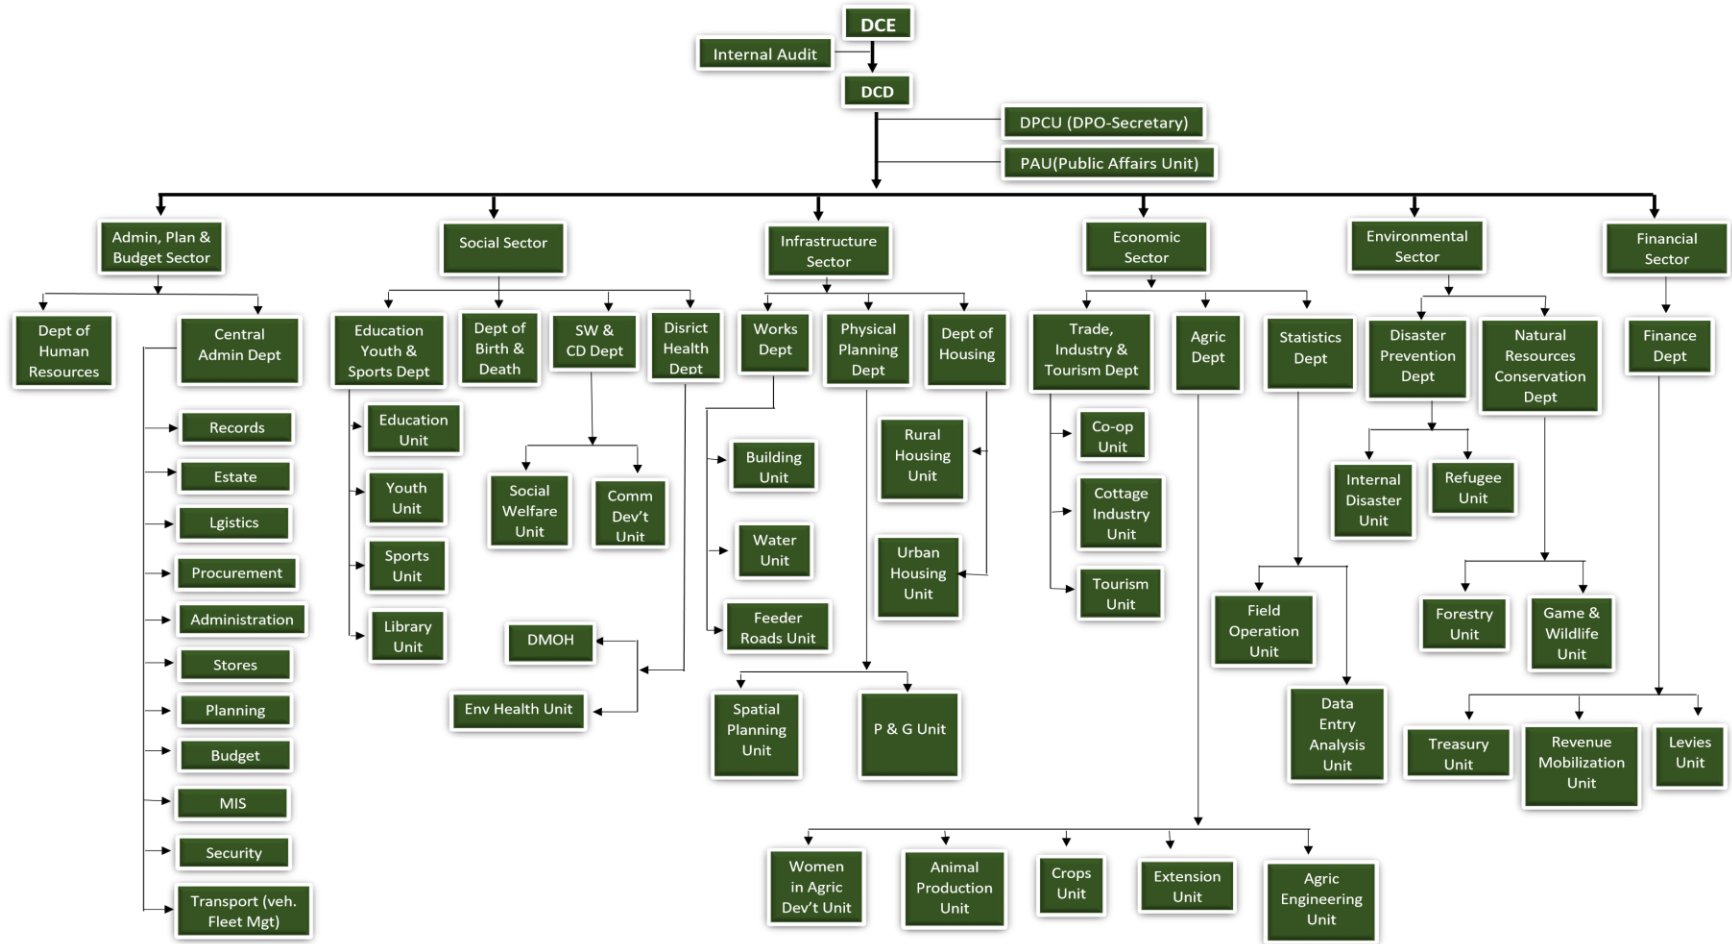 DCE
Internal Audit
DCD
DPCU (DPO-Secretary)
PAU(Public Affairs Unit)
Admin, Plan &
Budget Sector
Social Sector
Infrastructure
Sector
Economic
Sector
Environmental
Sector
Financial
Sector
Dept of
Human
Resources
Central
Admin Dept
Education
Youth &
Sports Dept
Dept of
Birth &
Death
SW &
CD Dept
Disrict
Health
Dept
Works
Dept
Physical
Planning
Dept
Dept of
Housing
Trade,
Industry &
Tourism Dept
Agric
Dept
Statistics
Dept
Disaster
Prevention
Dept
Natural
Resources
Conservation
Dept
Finance
Dept
Records
Estate
Lgistics
Procurement
Administration
Stores
Planning
Budget
MIS
Security
Transport (veh.
Fleet Mgt)
Education
Unit
Youth
Unit
Sports
Unit
Library
Unit
Social
Welfare
Unit
Comm
Dev't
Unit
DMOH
Env Health Unit
Building
Unit
Water
Unit
Feeder
Roads Unit
Spatial
Planning
Unit
P & G Unit
Rural
Housing
Unit
Urban
Housing
Unit
Co-op
Unit
Cottage
Industry
Unit
Tourism
Unit
Women
in Agric
Dev't Unit
Animal
Production
Unit
Crops
Unit
Extension
Unit
Agric
Engineering
Unit
Field
Operation
Unit
Data
Entry
Analysis
Unit
Internal
Disaster
Unit
Refugee
Unit
Forestry
Unit
Game &
Wildlife
Unit
Treasury
Unit
Revenue
Mobilization
Unit
Levies
Unit